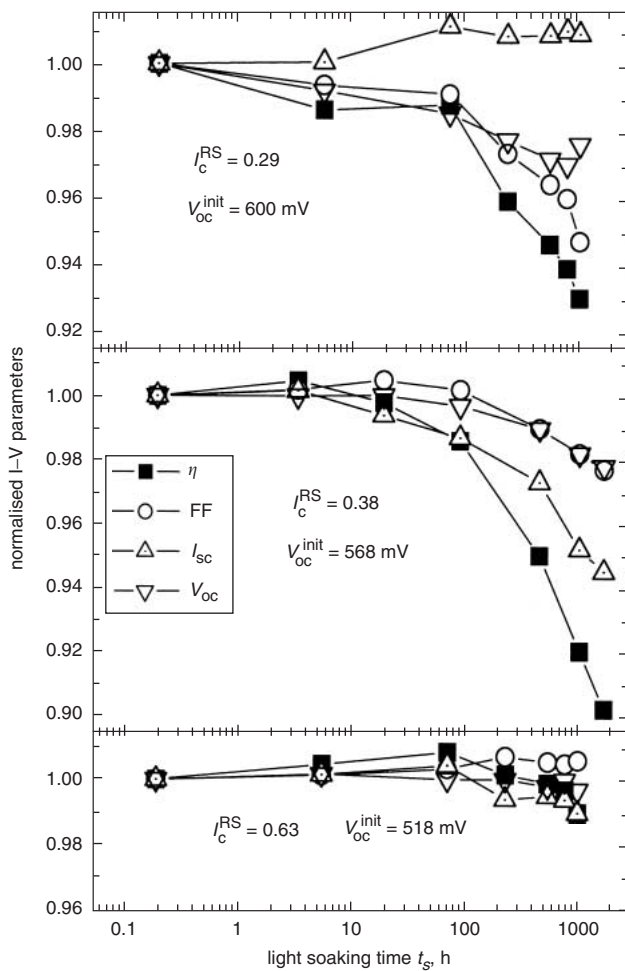 1.00
0.98
0.96
0.94
0.92
I_c^RS = 0.29
V_oc^init = 600 mV
normalised I–V parameters
1.00
0.98
0.96
0.94
0.92
0.90
η
FF
I_sc
V_oc
I_c^RS = 0.38
V_oc^init = 568 mV
1.00
0.98
0.96
I_c^RS = 0.63 V_oc^init = 518 mV
0.1 1 10 100 1000
light soaking time t_s, h